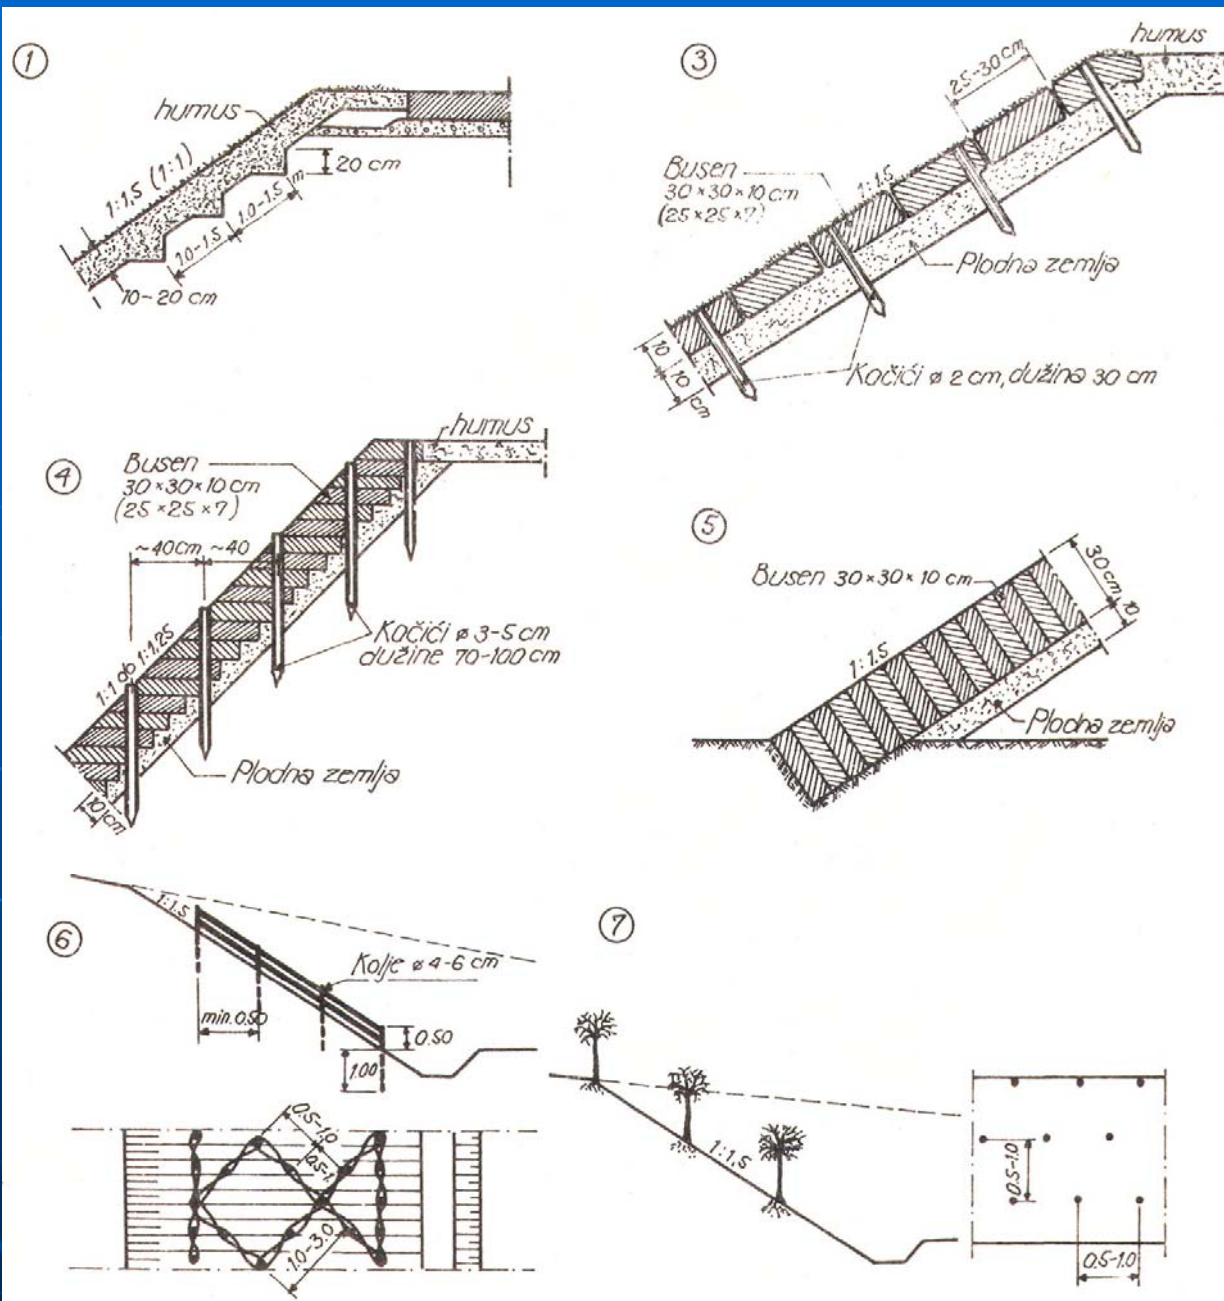 1
humus
1:1,5 (1:1)
20 cm
1.0-1.5 m
1.0-1.5
10-20 cm
3
humus
25-30 cm
Busen
30×30×10 cm
(25×25×7)
1:1.5
Plodna zemlja
10
10
cm
Kočići ø 2 cm, dužina 30 cm
4
humus
Busen
30×30×10 cm
(25×25×7)
~40cm
~40
1:1 do 1:1.25
Kočići ø 3-5 cm
dužine 70-100 cm
Plodna zemlja
10 cm
5
Busen 30×30×10 cm
30 cm
10
1:1.5
Plodna zemlja
6
1:1.5
Kolje ø 4-6 cm
min. 0.50
0.50
1.00
0.5-1.0
1.0-3.0
7
1:1.5
0.5-1.0
0.5-1.0